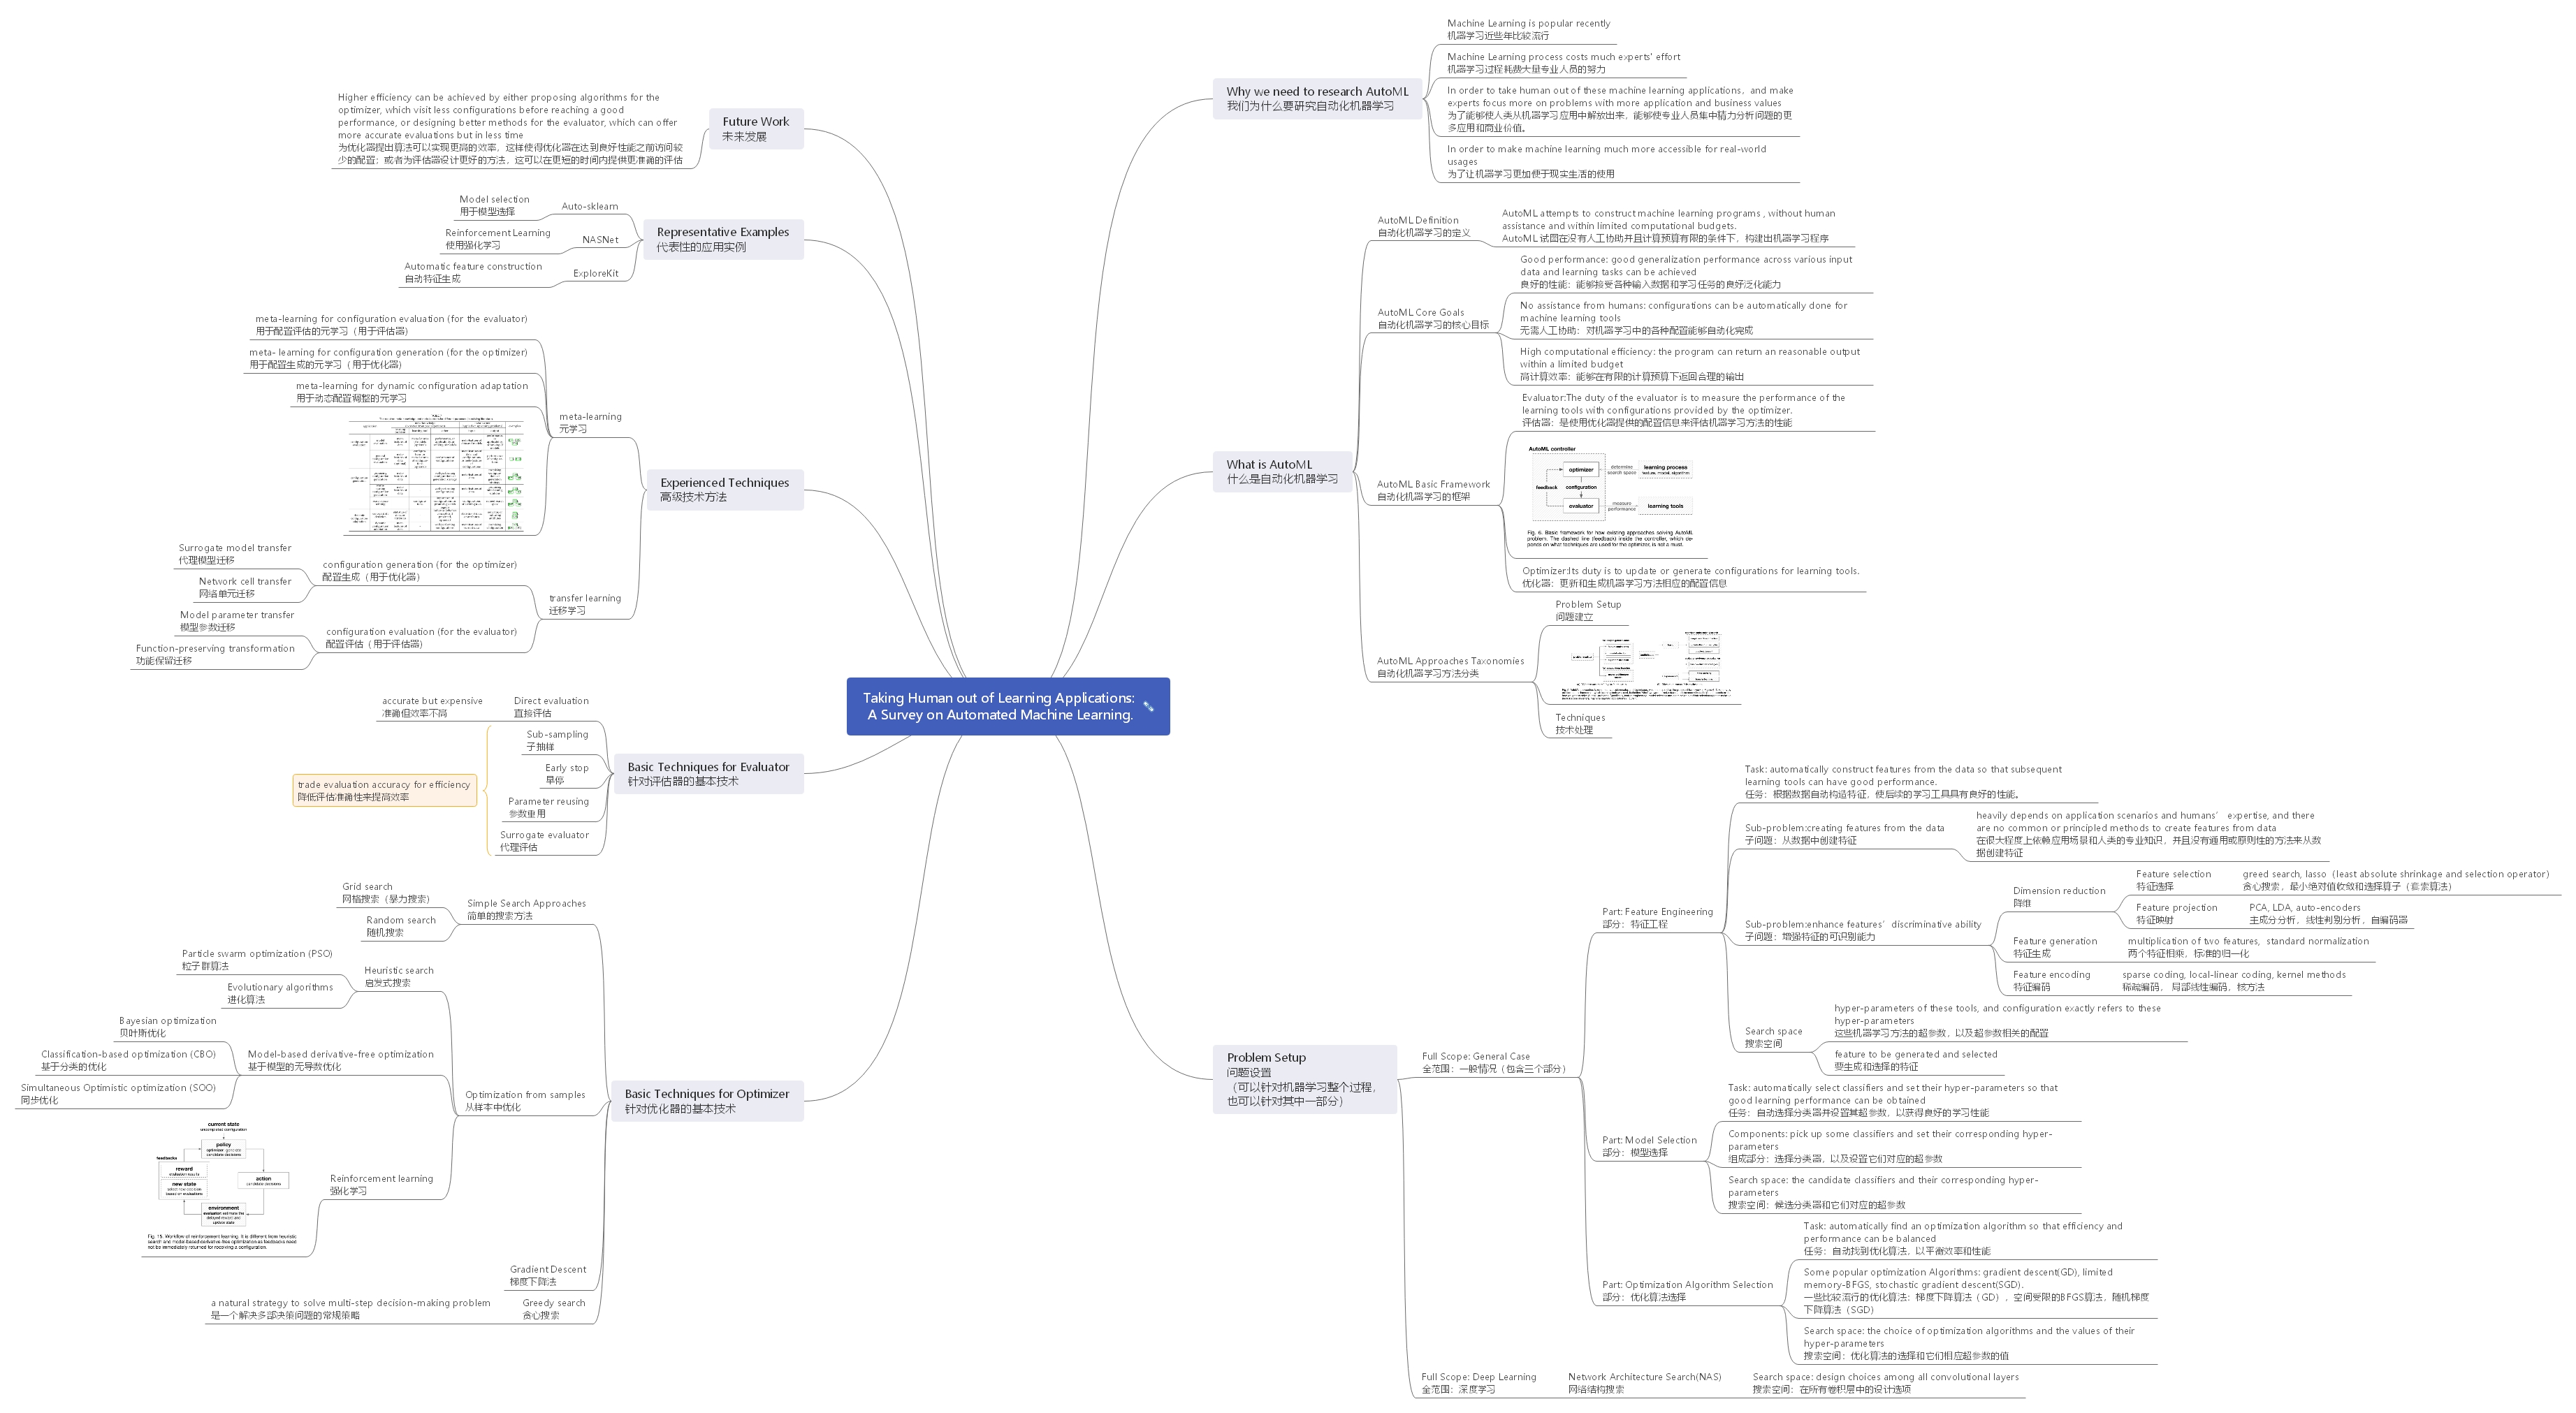 Taking Human out of Learning Applications:
A Survey on Automated Machine Learning.
Why we need to research AutoML
我们为什么要研究自动化机器学习
Machine Learning is popular recently
机器学习近些年比较流行
Machine Learning process costs much experts' effort
机器学习过程耗费大量专业人员的努力
In order to take human out of these machine learning applications，and make
experts focus more on problems with more application and business values
为了能够使人类从机器学习应用中解放出来，能够使专业人员集中精力分析问题的更
多应用和商业价值。
In order to make machine learning much more accessible for real-world
usages
为了让机器学习更加便于现实生活的使用
What is AutoML
什么是自动化机器学习
AutoML Definition
自动化机器学习的定义
AutoML attempts to construct machine learning programs , without human
assistance and within limited computational budgets.
AutoML 试图在没有人工协助并且计算预算有限的条件下，构建出机器学习程序
AutoML Core Goals
自动化机器学习的核心目标
Good performance: good generalization performance across various input
data and learning tasks can be achieved
良好的性能：能够接受各种输入数据和学习任务的良好泛化能力
No assistance from humans: configurations can be automatically done for
machine learning tools
无需人工协助：对机器学习中的各种配置能够自动化完成
High computational efficiency: the program can return an reasonable output
within a limited budget
高计算效率：能够在有限的计算预算下返回合理的输出
AutoML Basic Framework
自动化机器学习的框架
Evaluator:The duty of the evaluator is to measure the performance of the
learning tools with configurations provided by the optimizer.
评估器：是使用优化器提供的配置信息来评估机器学习方法的性能
AutoML controller
optimizer
determine
search space
learning process
feature, model, algorithm
feedback
configuration
evaluator
measure
performance
learning tools
Fig. 6. Basic framework for how existing approaches solving AutoML
problem. The dashed line (feedback) inside the controller, which de-
pends on what techniques are used for the optimizer, is not a must.
Optimizer:Its duty is to update or generate configurations for learning tools.
优化器：更新和生成机器学习方法相应的配置信息
AutoML Approaches Taxonomies
自动化机器学习方法分类
Problem Setup
问题建立
Techniques
技术处理
Problem Setup
问题设置
（可以针对机器学习整个过程，
也可以针对其中一部分）
Full Scope: General Case
全范围：一般情况（包含三个部分）
Part: Feature Engineering
部分：特征工程
Task: automatically construct features from the data so that subsequent
learning tools can have good performance.
任务：根据数据自动构造特征，使后续的学习工具具有良好的性能。
Sub-problem:creating features from the data
子问题：从数据中创建特征
heavily depends on application scenarios and humans’ expertise, and there
are no common or principled methods to create features from data
在很大程度上依赖应用场景和人类的专业知识，并且没有通用或原则性的方法来从数
据创建特征
Sub-problem:enhance features’ discriminative ability
子问题：增强特征的可识别能力
Dimension reduction
降维
Feature selection
特征选择
greed search, lasso（least absolute shrinkage and selection operator）
贪心搜索，最小绝对值收敛和选择算子（套索算法）
Feature projection
特征映射
PCA, LDA, auto-encoders
主成分分析，线性判别分析，自编码器
Feature generation
特征生成
multiplication of two features,  standard normalization
两个特征相乘，标准的归一化
Feature encoding
特征编码
sparse coding, local-linear coding, kernel methods
稀疏编码， 局部线性编码，核方法
Search space
搜索空间
hyper-parameters of these tools, and configuration exactly refers to these
hyper-parameters
这些机器学习方法的超参数，以及超参数相关的配置
feature to be generated and selected
要生成和选择的特征
Part: Model Selection
部分：模型选择
Task: automatically select classifiers and set their hyper-parameters so that
good learning performance can be obtained
任务：自动选择分类器并设置其超参数，以获得良好的学习性能
Components: pick up some classifiers and set their corresponding hyper-
parameters
组成部分：选择分类器，以及设置它们对应的超参数
Search space: the candidate classifiers and their corresponding hyper-
parameters
搜索空间：候选分类器和它们对应的超参数
Part: Optimization Algorithm Selection
部分：优化算法选择
Task: automatically find an optimization algorithm so that efficiency and
performance can be balanced
任务：自动找到优化算法，以平衡效率和性能
Some popular optimization Algorithms: gradient descent(GD), limited
memory-BFGS, stochastic gradient descent(SGD).
一些比较流行的优化算法：梯度下降算法（GD），空间受限的BFGS算法，随机梯度
下降算法（SGD）
Search space: the choice of optimization algorithms and the values of their
hyper-parameters
搜索空间：优化算法的选择和它们相应超参数的值
Full Scope: Deep Learning
全范围：深度学习
Network Architecture Search(NAS)
网络结构搜索
Search space: design choices among all convolutional layers
搜索空间：在所有卷积层中的设计选项
Future Work
未来发展
Higher efficiency can be achieved by either proposing algorithms for the
optimizer, which visit less configurations before reaching a good
performance, or designing better methods for the evaluator, which can offer
more accurate evaluations but in less time
为优化器提出算法可以实现更高的效率，这样使得优化器在达到良好性能之前访问较
少的配置；或者为评估器设计更好的方法，这可以在更短的时间内提供更准确的评估
Representative Examples
代表性的应用实例
Auto-sklearn
Model selection
用于模型选择
NASNet
Reinforcement Learning
使用强化学习
ExploreKit
Automatic feature construction
自动特征生成
Experienced Techniques
高级技术方法
meta-learning
元学习
meta-learning for configuration evaluation (for the evaluator)
用于配置评估的元学习（用于评估器）
meta- learning for configuration generation (for the optimizer)
用于配置生成的元学习（用于优化器）
meta-learning for dynamic configuration adaptation
用于动态配置调整的元学习
transfer learning
迁移学习
configuration generation (for the optimizer)
配置生成（用于优化器）
Surrogate model transfer
代理模型迁移
Network cell transfer
网络单元迁移
configuration evaluation (for the evaluator)
配置评估（用于评估器）
Model parameter transfer
模型参数迁移
Function-preserving transformation
功能保留迁移
Basic Techniques for Evaluator
针对评估器的基本技术
Direct evaluation
直接评估
accurate but expensive
准确但效率不高
Sub-sampling
子抽样
Early stop
早停
Parameter reusing
参数重用
Surrogate evaluator
代理评估
trade evaluation accuracy for efficiency
降低评估准确性来提高效率
Basic Techniques for Optimizer
针对优化器的基本技术
Simple Search Approaches
简单的搜索方法
Grid search
网格搜索（暴力搜索）
Random search
随机搜索
Optimization from samples
从样本中优化
Heuristic search
启发式搜索
Particle swarm optimization (PSO)
粒子群算法
Evolutionary algorithms
进化算法
Model-based derivative-free optimization
基于模型的无导数优化
Bayesian optimization
贝叶斯优化
Classification-based optimization (CBO)
基于分类的优化
Simultaneous Optimistic optimization (SOO)
同步优化
Reinforcement learning
强化学习
current state
uncompleted configuration
policy
optimizer: generate
candidate decisions
feedbacks
reward
evaluation results
new state
action
candidate decisions
environment
Fig. 15. Workflow of reinforcement learning. It is different from heuristic
search and model-based derivative-free optimization as feedbacks need
not be immediately returned for receiving a configuration.
Gradient Descent
梯度下降法
Greedy search
贪心搜索
a natural strategy to solve multi-step decision-making problem
是一个解决多部决策问题的常规策略